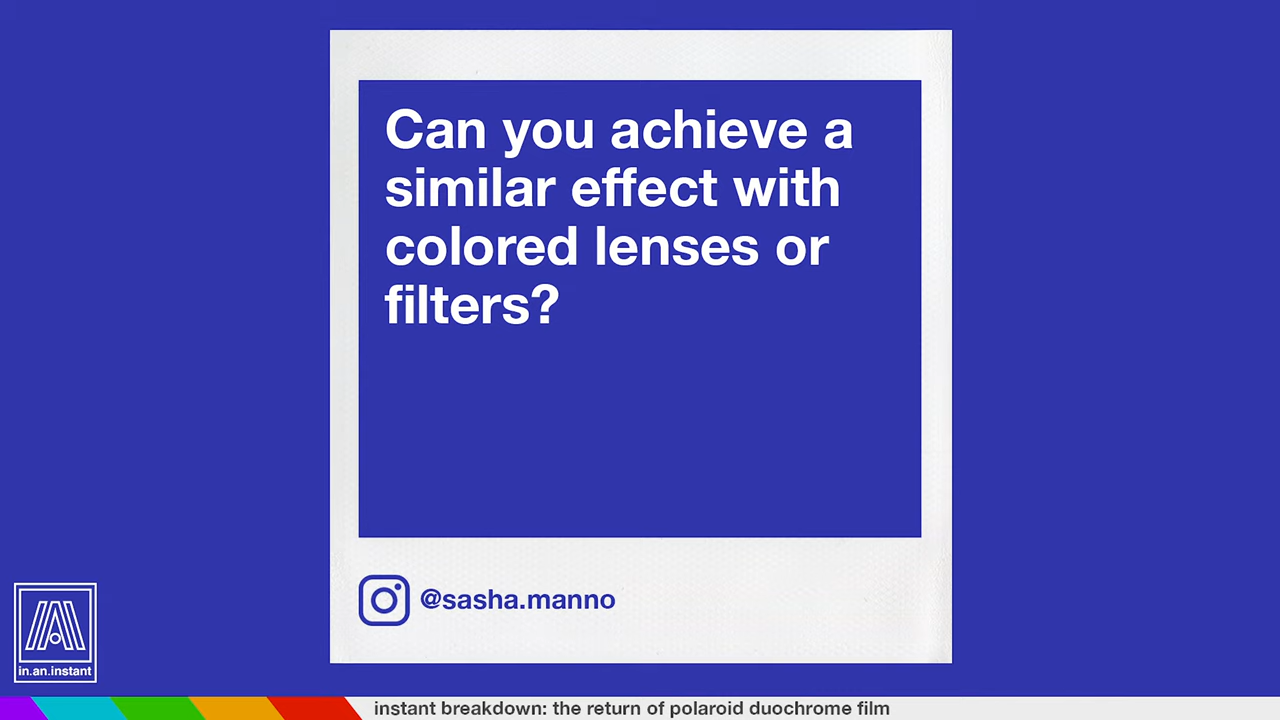 Can you achieve a
similar effect with
colored lenses or
filters?
@sasha.manno
in.an.instant
instant breakdown: the return of polaroid duochrome film